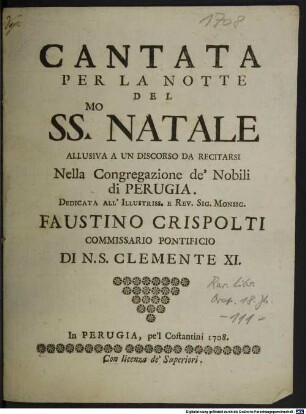 1708
CANTATA
PER LA NOTTE
DEL
SS.MO NATALE
ALLUSIVA A UN DISCORSO DA RECITARSI
Nella Congregazione de' Nobili
di PERUGIA.
DEDICATA ALL' ILLUSTRISS. E REV. SIG. MONSIG.
FAUSTINO CRISPOLTI
COMMISSARIO PONTIFICIO
DI N.S. CLEMENTE XI.
-111-
In PERUGIA, pe'l Costantini 1708.
Con licenza de' Superiori.